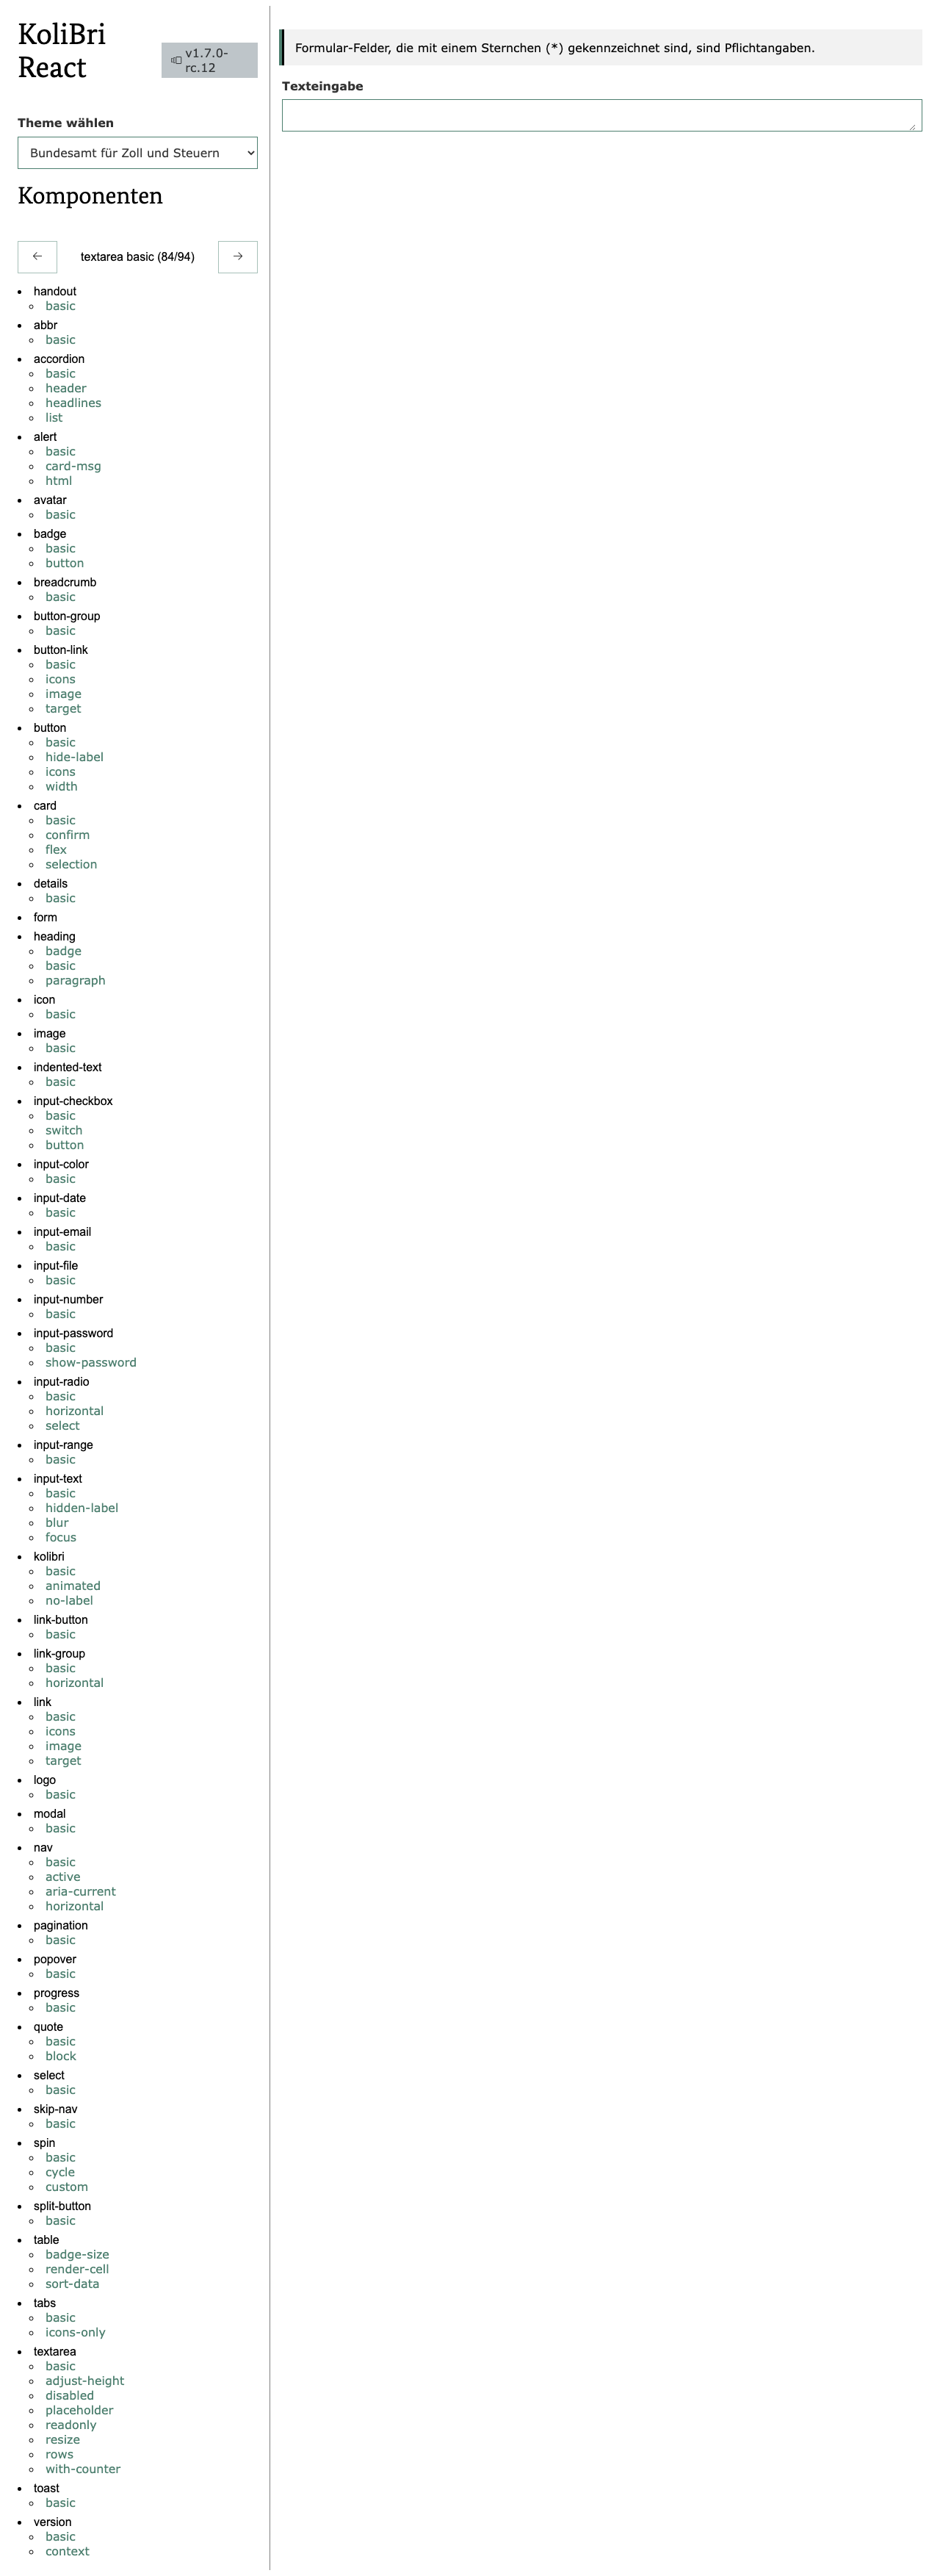 KoliBri
React
v1.7.0-
rc.12
Theme wählen
Bundesamt für Zoll und Steuern
Komponenten
← textarea basic (84/94) →
handout
basic
abbr
basic
accordion
basic
header
headlines
list
alert
basic
card-msg
html
avatar
basic
badge
basic
button
breadcrumb
basic
button-group
basic
button-link
basic
icons
image
target
button
basic
hide-label
icons
width
card
basic
confirm
flex
selection
details
basic
form
heading
badge
basic
paragraph
icon
basic
image
basic
indented-text
basic
input-checkbox
basic
switch
button
input-color
basic
input-date
basic
input-email
basic
input-file
basic
input-number
basic
input-password
basic
show-password
input-radio
basic
horizontal
select
input-range
basic
input-text
basic
hidden-label
blur
focus
kolibri
basic
animated
no-label
link-button
basic
link-group
basic
horizontal
link
basic
icons
image
target
logo
basic
modal
basic
nav
basic
active
aria-current
horizontal
pagination
basic
popover
basic
progress
basic
quote
basic
block
select
basic
skip-nav
basic
spin
basic
cycle
custom
split-button
basic
table
badge-size
render-cell
sort-data
tabs
basic
icons-only
textarea
basic
adjust-height
disabled
placeholder
readonly
resize
rows
with-counter
toast
basic
version
basic
context
Formular-Felder, die mit einem Sternchen (*) gekennzeichnet sind, sind Pflichtangaben.
Texteingabe